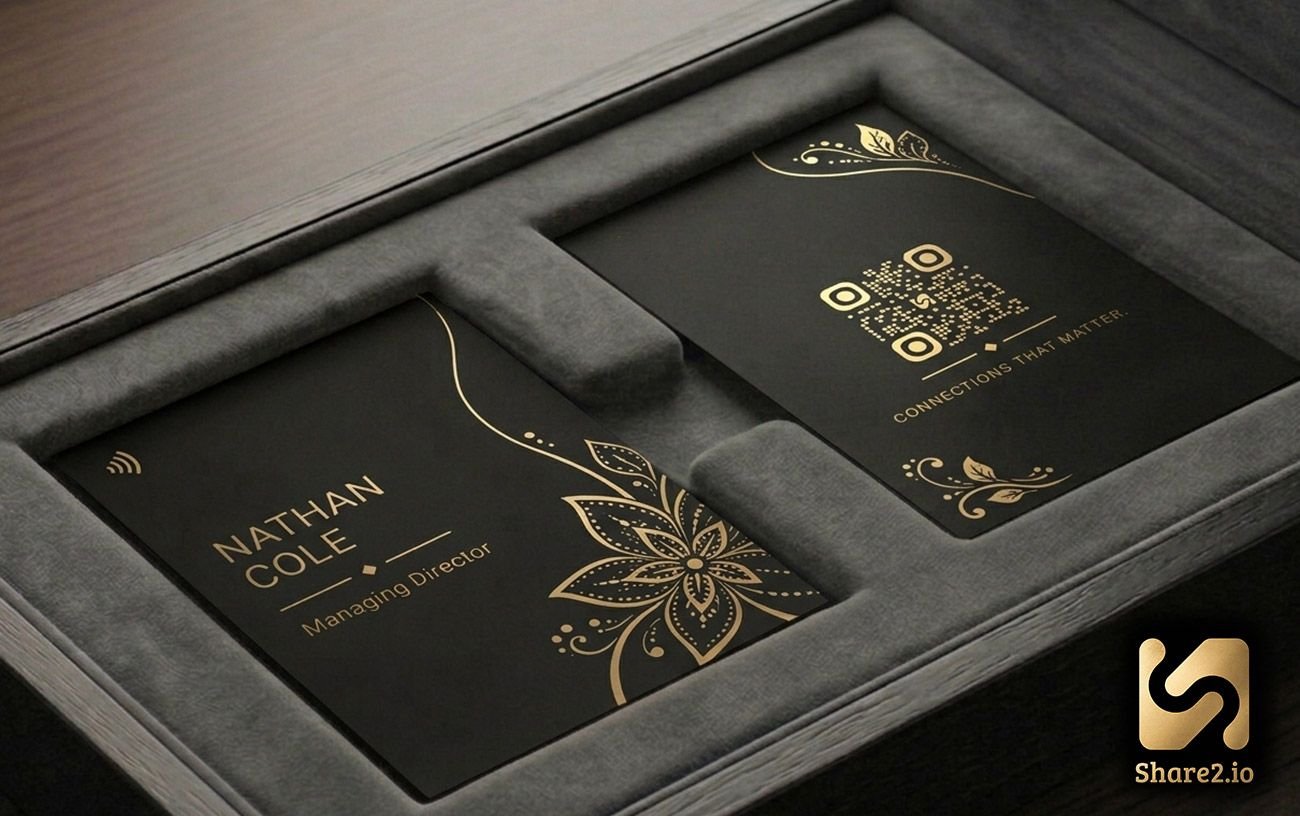 NATHAN
COLE
Managing Director
CONNECTIONS THAT MATTER.
Share2.io